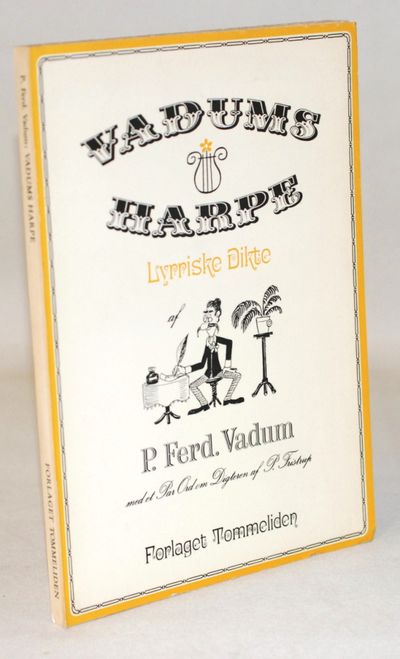 VADUMS
HARPE
Lyrriske Dikte
af
P. Ferd. Vadum
med et Par Ord om Digteren af P. Tristrup
Forlaget Tommeliden
P. Ferd. Vadum: VADUMS HARPE
FORLAGET TOMMELIDEN